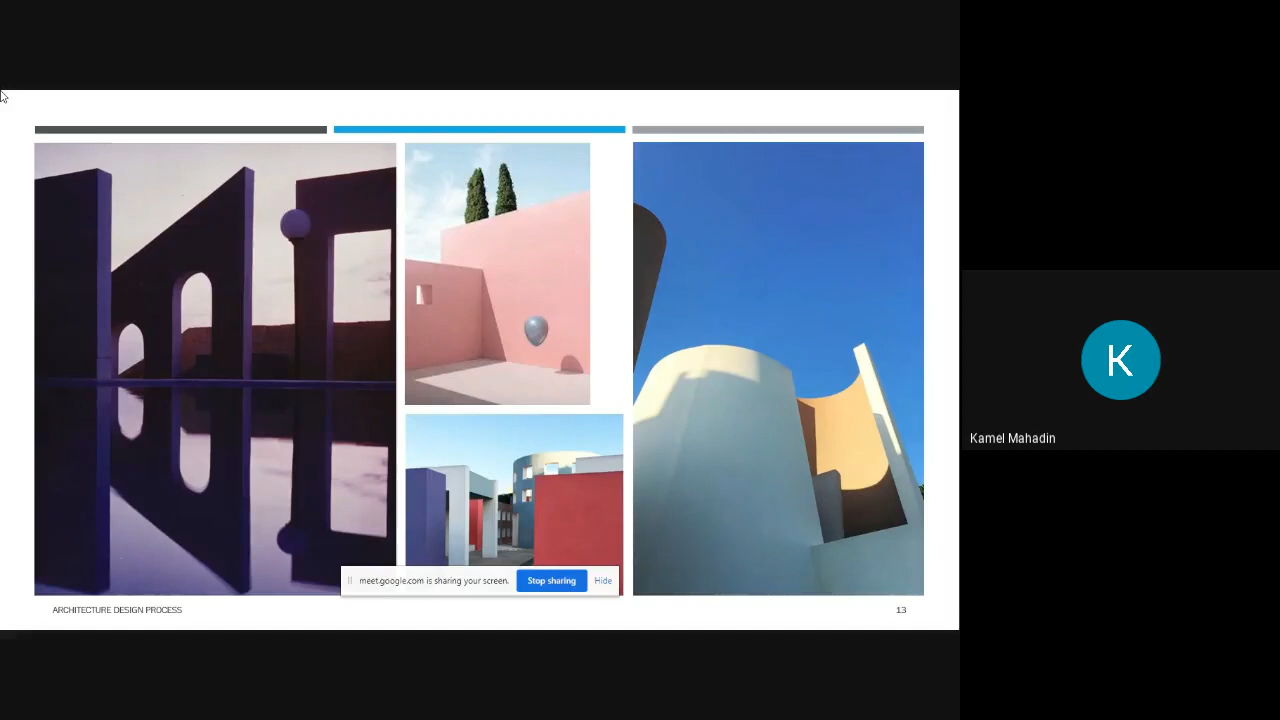 K
Kamel Mahadin
meet.google.com is sharing your screen.
Stop sharing
Hide
ARCHITECTURE DESIGN PROCESS
13